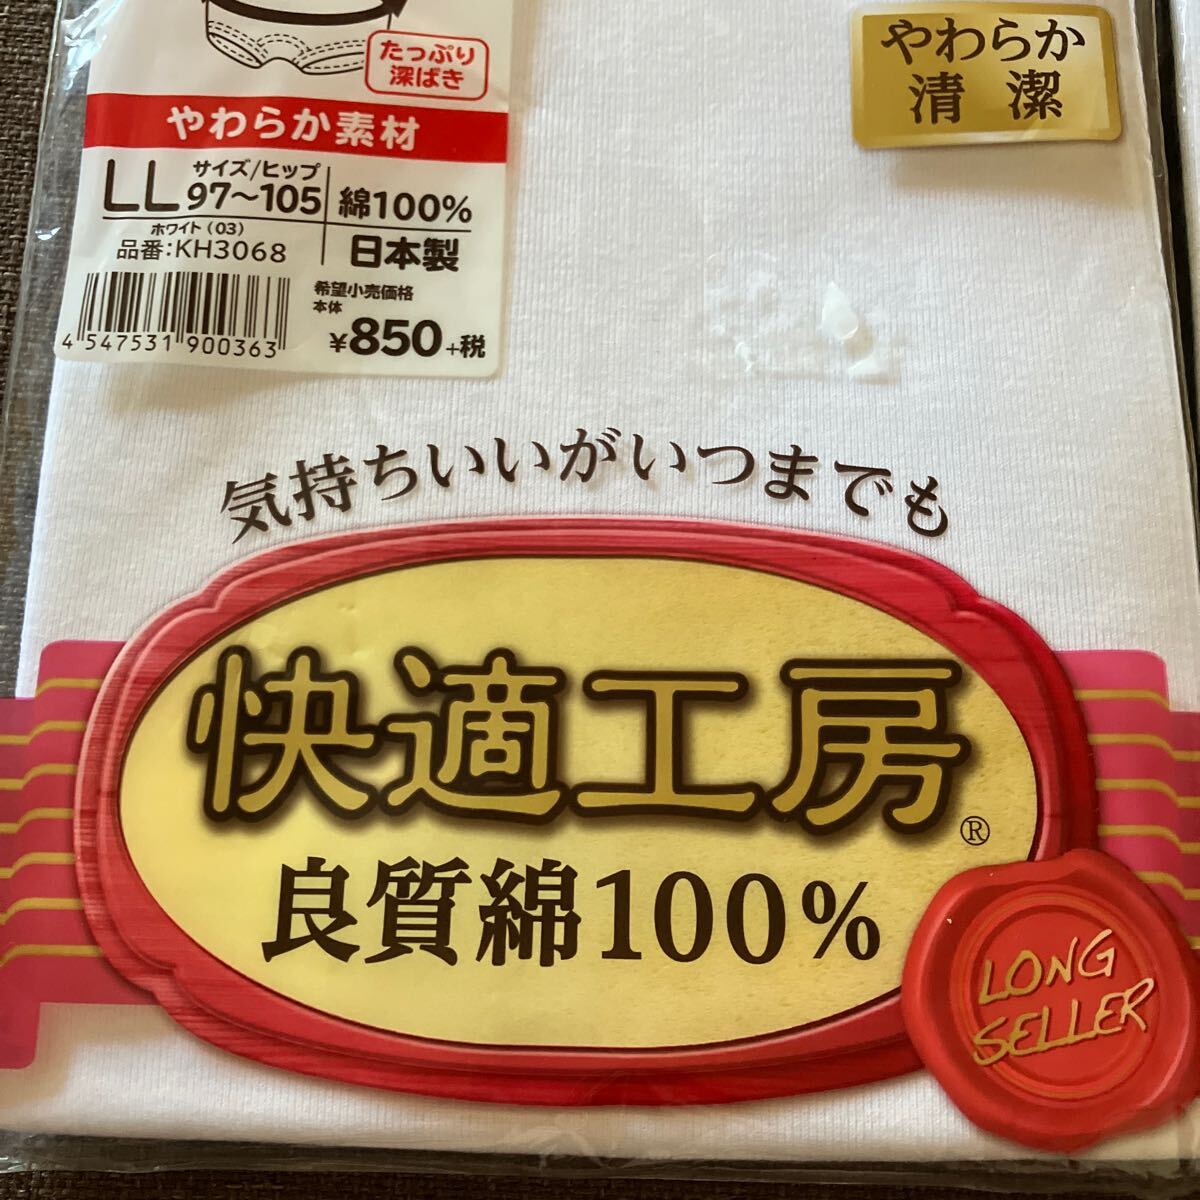 たっぷり
深ばき
やわらか
清潔
やわらか素材
LL サイズ/ヒップ
97〜105
ホワイト(03)
品番:KH3068
綿100%
日本製
4 547531 900363
希望小売価格
本体
¥850+税
気持ちいいがいつまでも
快適工房®
良質綿100%
LONG
SELLER